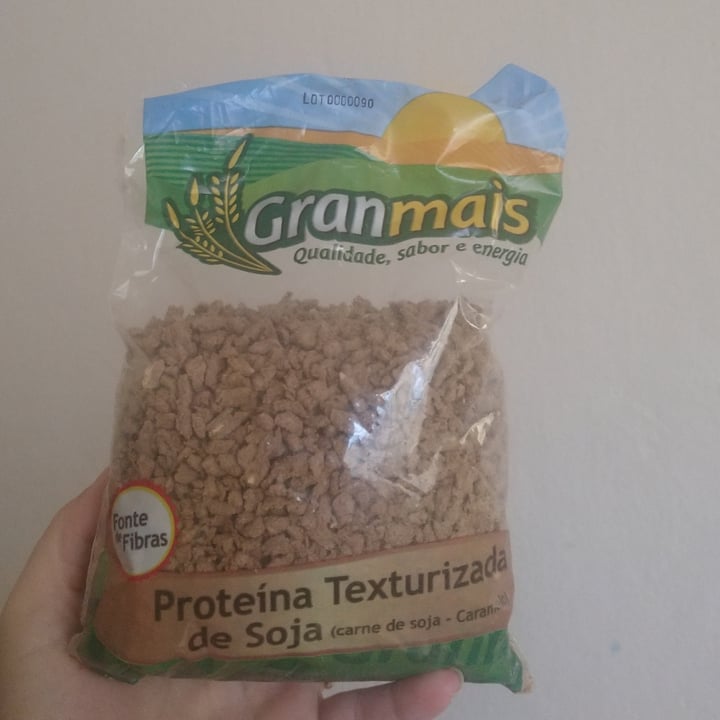 LOT0000090
Granmais
Qualidade, sabor e energia
Fonte
de Fibras
Proteína Texturizada
de Soja (carne de soja -